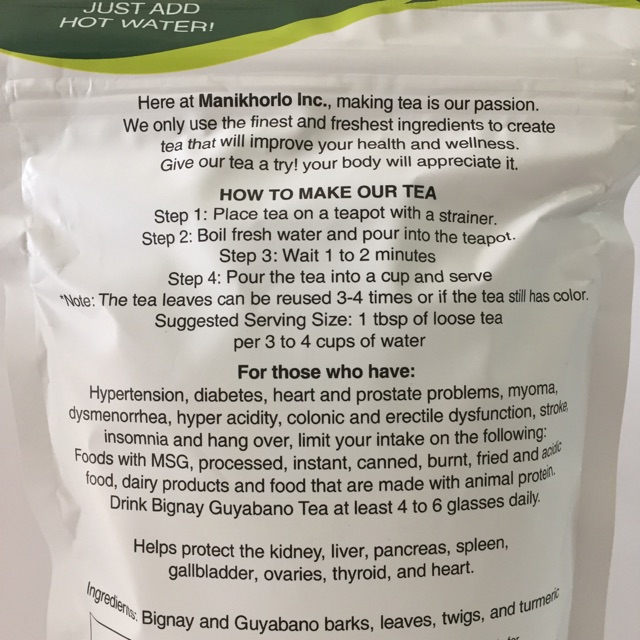 JUST ADD
HOT WATER!
Here at Manikhorlo Inc., making tea is our passion.
We only use the finest and freshest ingredients to create
tea that will improve your health and wellness.
Give our tea a try! your body will appreciate it.
HOW TO MAKE OUR TEA
Step 1: Place tea on a teapot with a strainer.
Step 2: Boil fresh water and pour into the teapot.
Step 3: Wait 1 to 2 minutes
Step 4: Pour the tea into a cup and serve
*Note: The tea leaves can be reused 3-4 times or if the tea still has color.
Suggested Serving Size: 1 tbsp of loose tea
per 3 to 4 cups of water
For those who have:
Hypertension, diabetes, heart and prostate problems, myoma,
dysmenorrhea, hyper acidity, colonic and erectile dysfunction, stroke,
insomnia and hang over, limit your intake on the following:
Foods with MSG, processed, instant, canned, burnt, fried and acidic
food, dairy products and food that are made with animal protein.
Drink Bignay Guyabano Tea at least 4 to 6 glasses daily.
Helps protect the kidney, liver, pancreas, spleen,
gallbladder, ovaries, thyroid, and heart.
Ingredients: Bignay and Guyabano barks, leaves, twigs, and turmeric